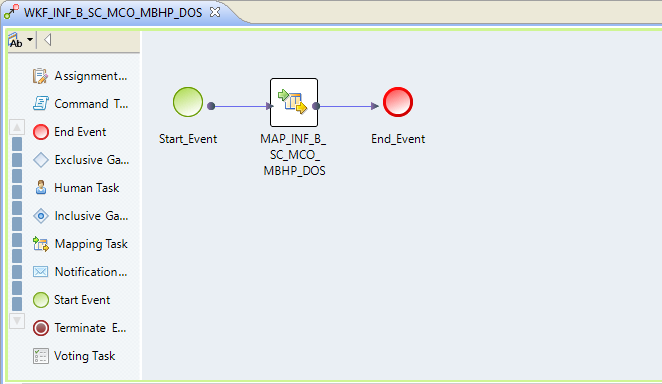 WKF_INF_B_SC_MCO_MBHP_DOS
Ab
Assignment...
Command T...
End Event
Exclusive Ga...
Human Task
Inclusive Ga...
Mapping Task
Notification...
Start Event
Terminate E...
Voting Task
Start_Event
MAP_INF_B_
SC_MCO_
MBHP_DOS
End_Event